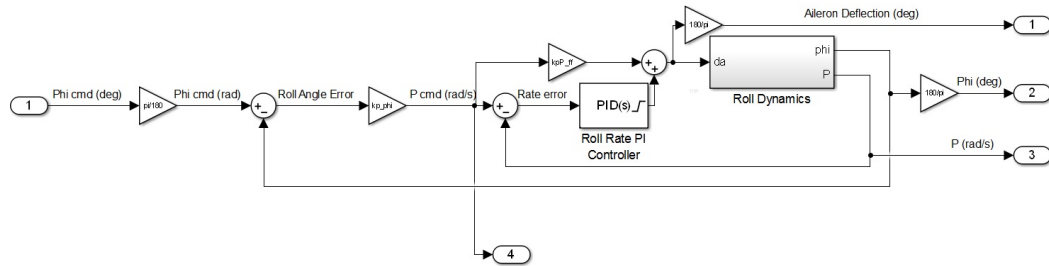 Aileron Deflection (deg)
180/pi
1
kpP_ff
phi
da
P
Phi (deg)
Phi cmd (deg)
Phi cmd (rad)
Roll Angle Error
P cmd (rad/s)
Rate error
Roll Dynamics
180/pi
2
1
pi/180
kp_phi
PID(s)
Roll Rate PI
Controller
P (rad/s)
3
4